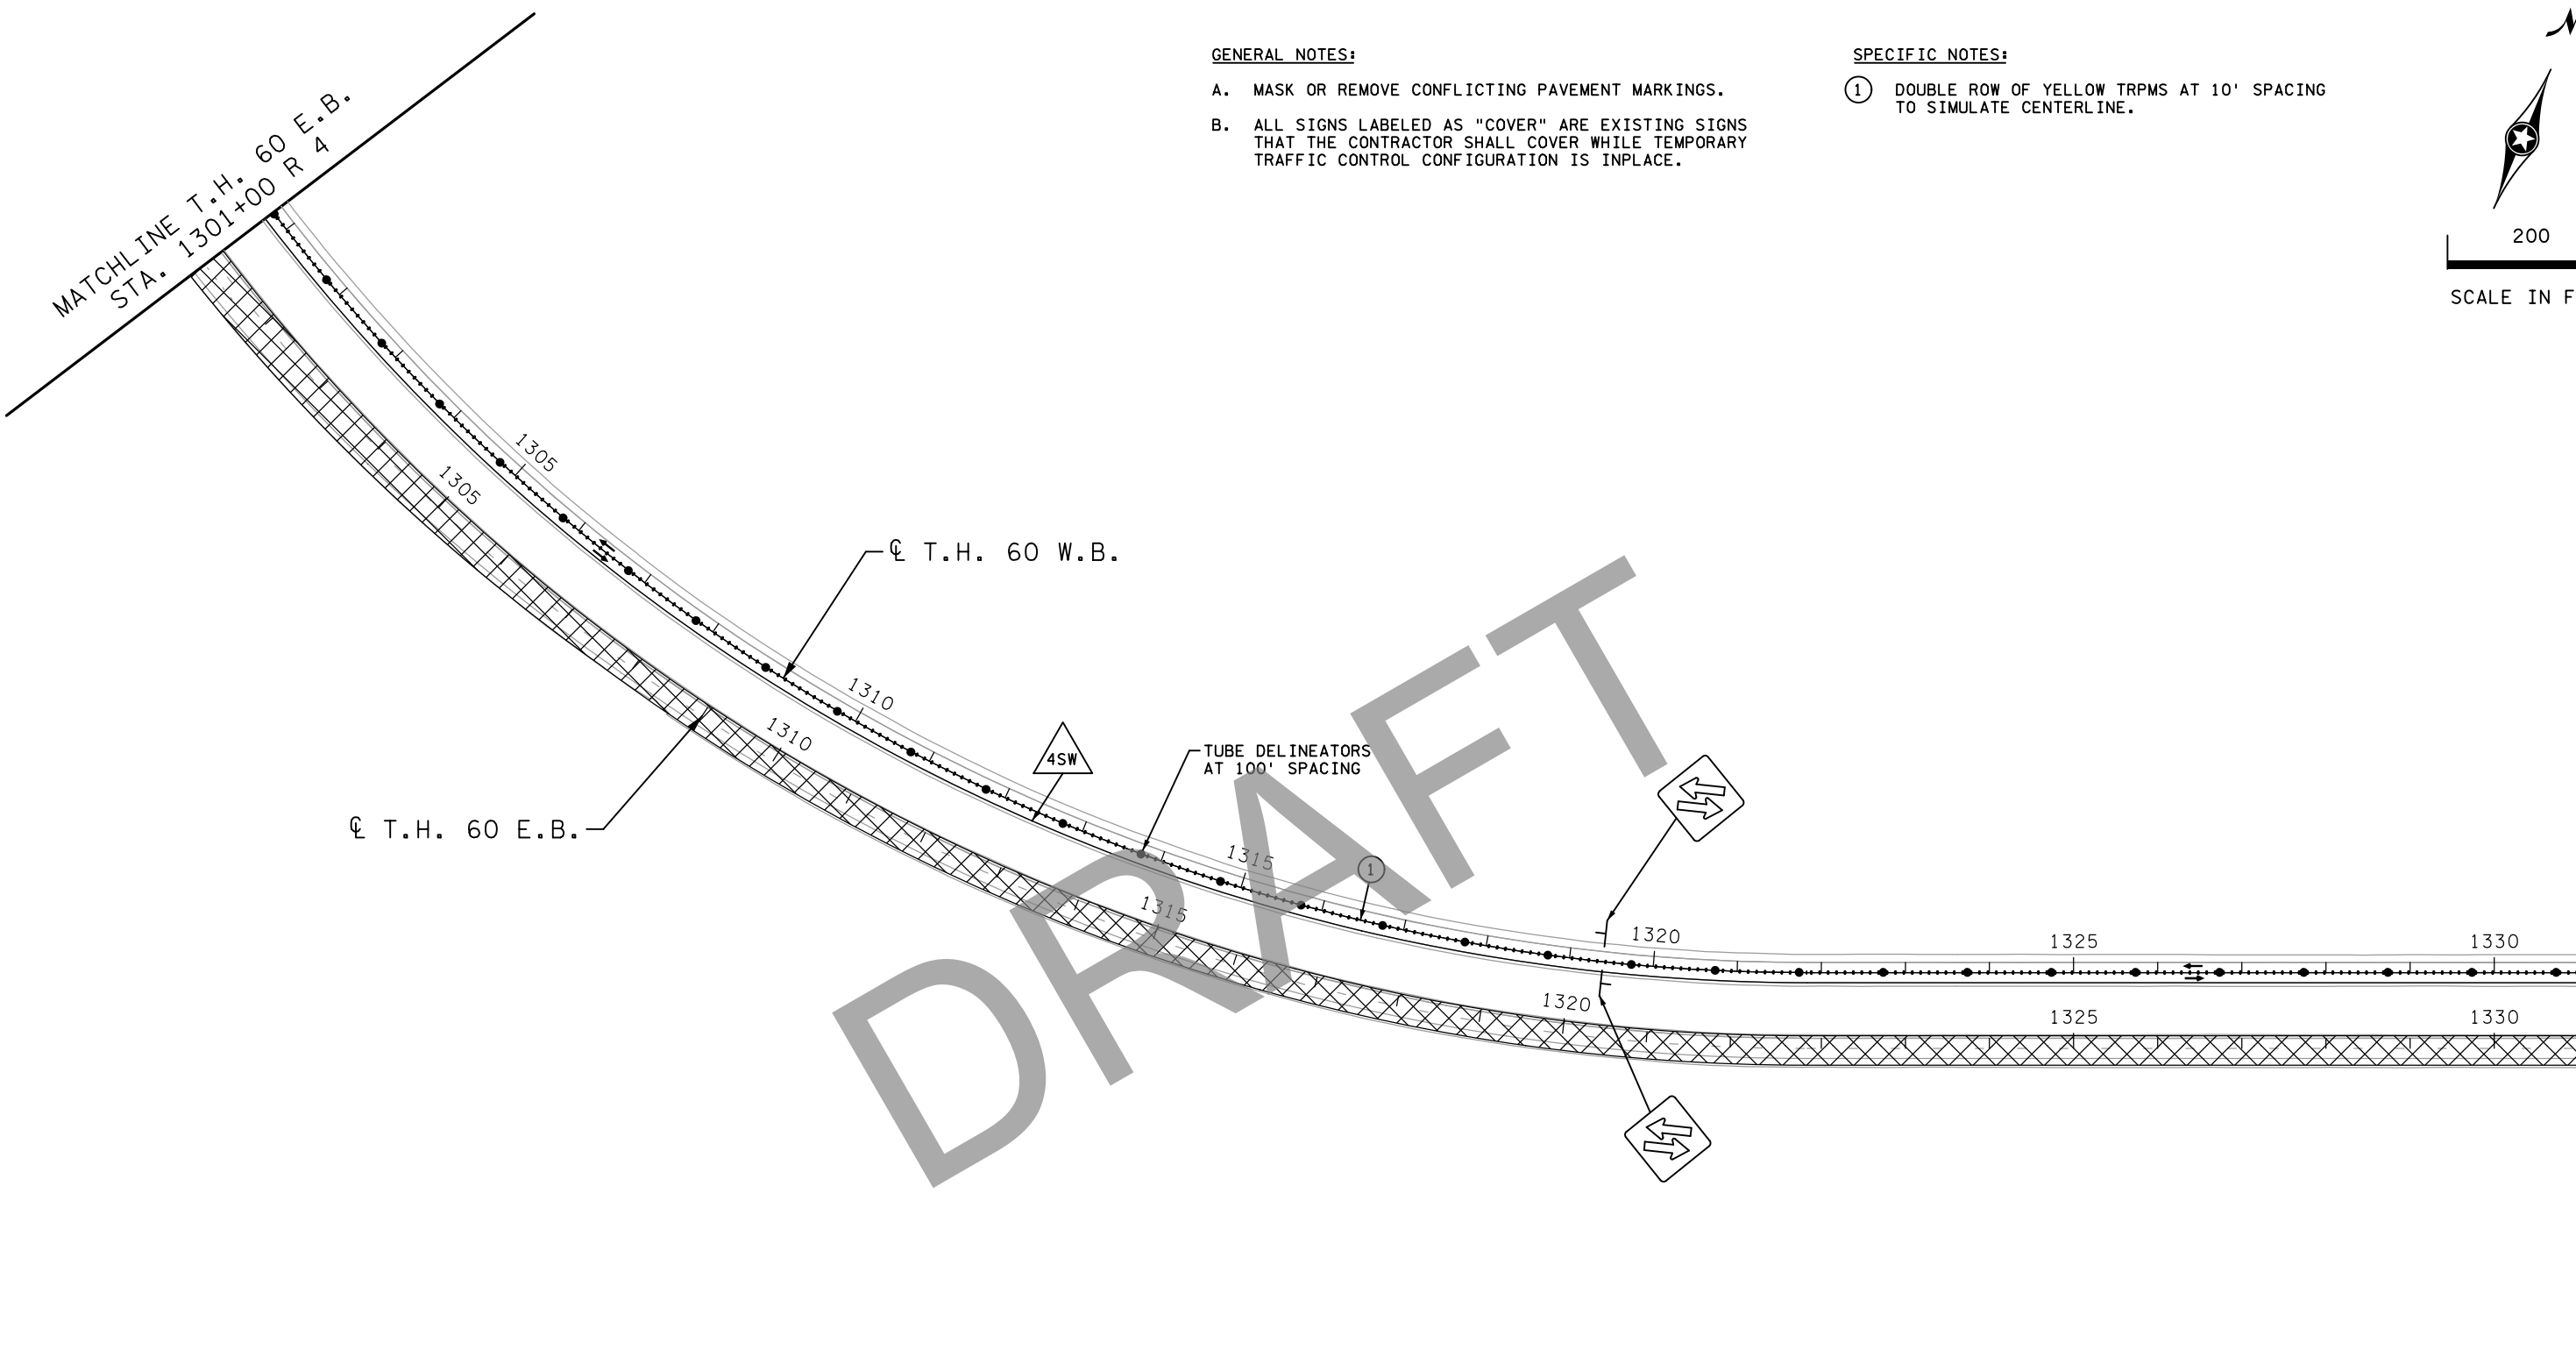 MATCHLINE T.H. 60 E.B.
STA. 1301+00 R 4
GENERAL NOTES:
A. MASK OR REMOVE CONFLICTING PAVEMENT MARKINGS.
B. ALL SIGNS LABELED AS "COVER" ARE EXISTING SIGNS
THAT THE CONTRACTOR SHALL COVER WHILE TEMPORARY
TRAFFIC CONTROL CONFIGURATION IS INPLACE.
SPECIFIC NOTES:
1 DOUBLE ROW OF YELLOW TRPMS AT 10' SPACING
TO SIMULATE CENTERLINE.
200
SCALE IN F
1305
1305
℄ T.H. 60 W.B.
1310
1310
4SW
TUBE DELINEATORS
AT 100' SPACING
℄ T.H. 60 E.B.
1315
1
1315
1320
1325
1330
1320
1325
1330
DRAFT